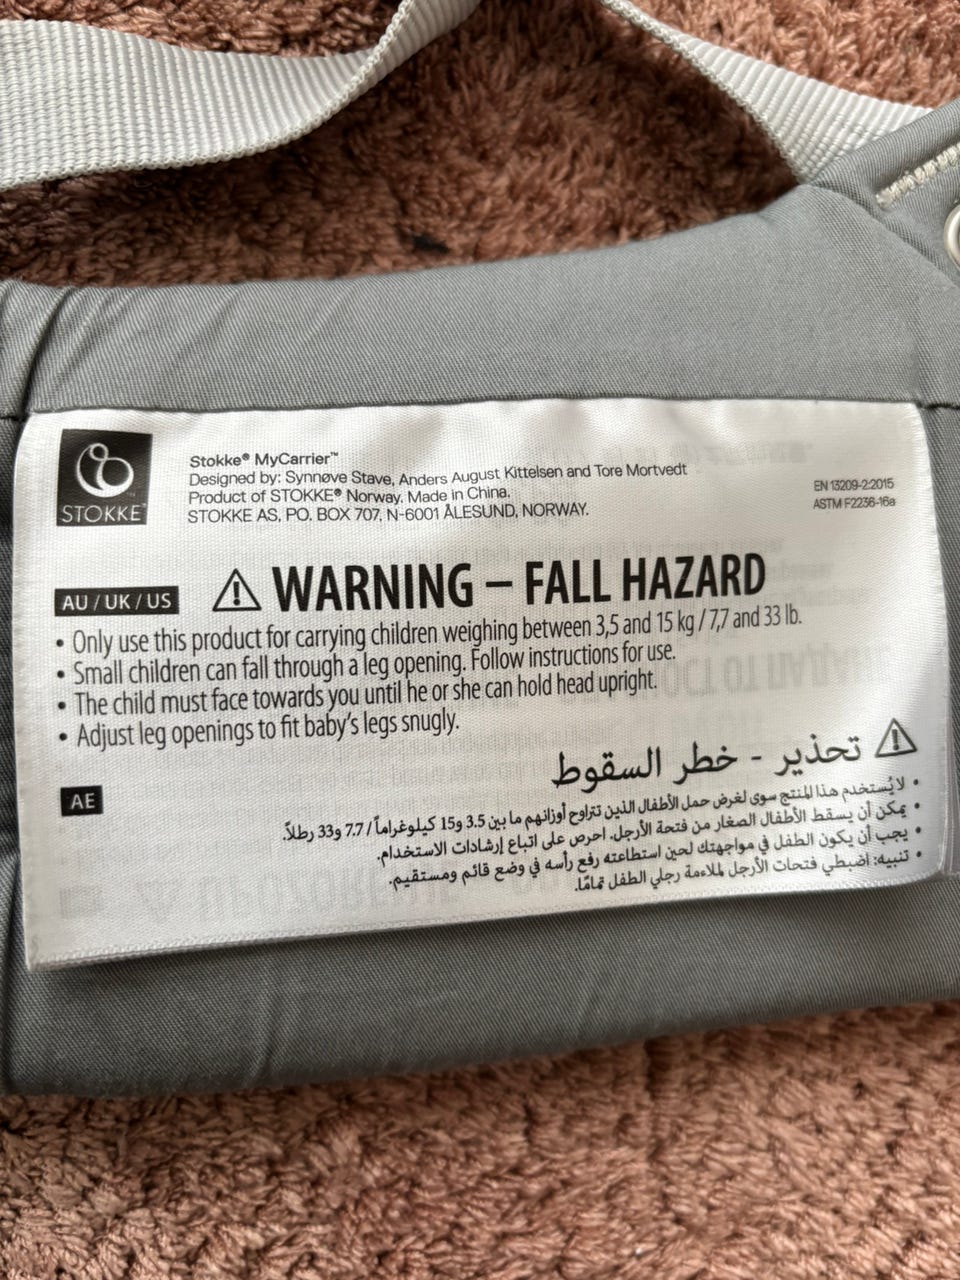 STOKKE™
Stokke® MyCarrier™
Designed by: Synnøve Stave, Anders August Kittelsen and Tore Mortvedt
Product of STOKKE® Norway. Made in China.
STOKKE AS, PO. BOX 707, N-6001 ÅLESUND, NORWAY.
EN 13209-2:2015
ASTM F2236-16a
AU / UK / US
WARNING – FALL HAZARD
• Only use this product for carrying children weighing between 3,5 and 15 kg / 7,7 and 33 lb.
• Small children can fall through a leg opening. Follow instructions for use.
• The child must face towards you until he or she can hold head upright.
• Adjust leg openings to fit baby's legs snugly.
AE
تحذير - خطر السقوط
• لا يُستخدم هذا المنتج سوى لغرض حمل الأطفال الذين تتراوح أوزانهم ما بين 3.5 و15 كيلوغراماً / 7.7 و33 رطلاً.
• يمكن أن يسقط الأطفال الصغار من فتحة الأرجل. احرص على اتباع إرشادات الاستخدام.
• يجب أن يكون الطفل في مواجهتك لحين استطاعته رفع رأسه في وضع قائم ومستقيم.
• تنبيه: اضبطي فتحات الأرجل لملاءمة رجلي الطفل تمامًا.